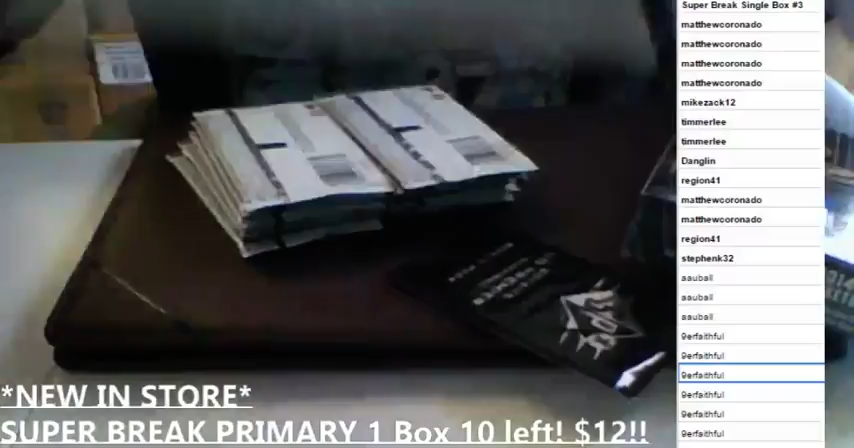 Super Break Single Box #3
matthewcoronado
matthewcoronado
matthewcoronado
matthewcoronado
mikezack12
timmerlee
timmerlee
Danglin
region41
matthewcoronado
matthewcoronado
region41
stephenk32
aauball
aauball
aauball
9erfaithful
9erfaithful
9erfaithful
9erfaithful
9erfaithful
9erfaithful
*NEW IN STORE*
SUPER BREAK PRIMARY 1 Box 10 left! $12!!